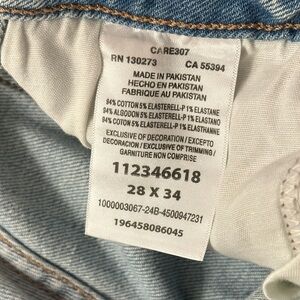 CARE307
RN 130273 CA 55394
MADE IN PAKISTAN
HECHO EN PAKISTAN
FABRIQUE AU PAKISTAN
94% COTTON 5% ELASTERELL-P 1% ELASTANE
94% ALGODON 5% ELASTERELL-P 1% ELASTANO
94% COTON 5% ELASTERELL-P 1% ELASTHANNE
EXCLUSIVE OF DECORATION / EXCEPTO
DECORACION / EXCLUSIVE OF TRIMMING /
GARNITURE NON COMPRISE
112346618
28 X 34
1000003067-24B-4500947231
196458086045